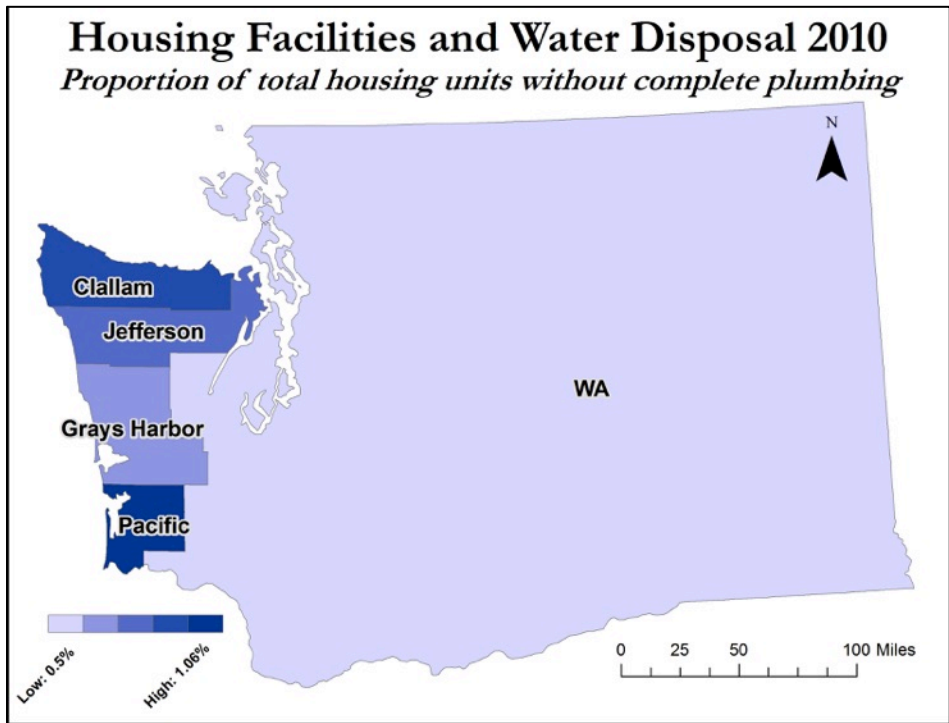 Housing Facilities and Water Disposal 2010
Proportion of total housing units without complete plumbing
N
Clallam
Jefferson
WA
Grays Harbor
Pacific
Low: 0.5%
High: 1.06%
0 25 50 100 Miles